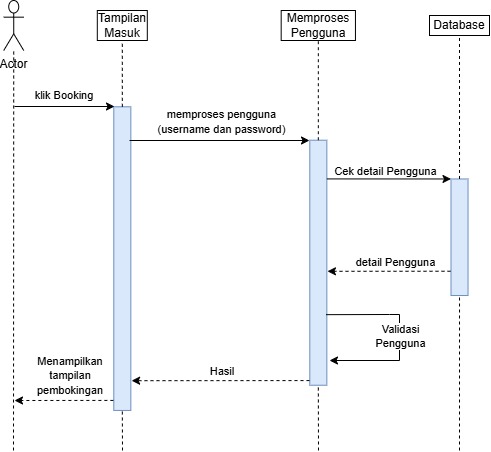 Actor
Tampilan
Masuk
Memproses
Pengguna
Database
klik Booking
memproses pengguna
(username dan password)
Cek detail Pengguna
detail Pengguna
Validasi
Pengguna
Hasil
Menampilkan
tampilan
pembokingan